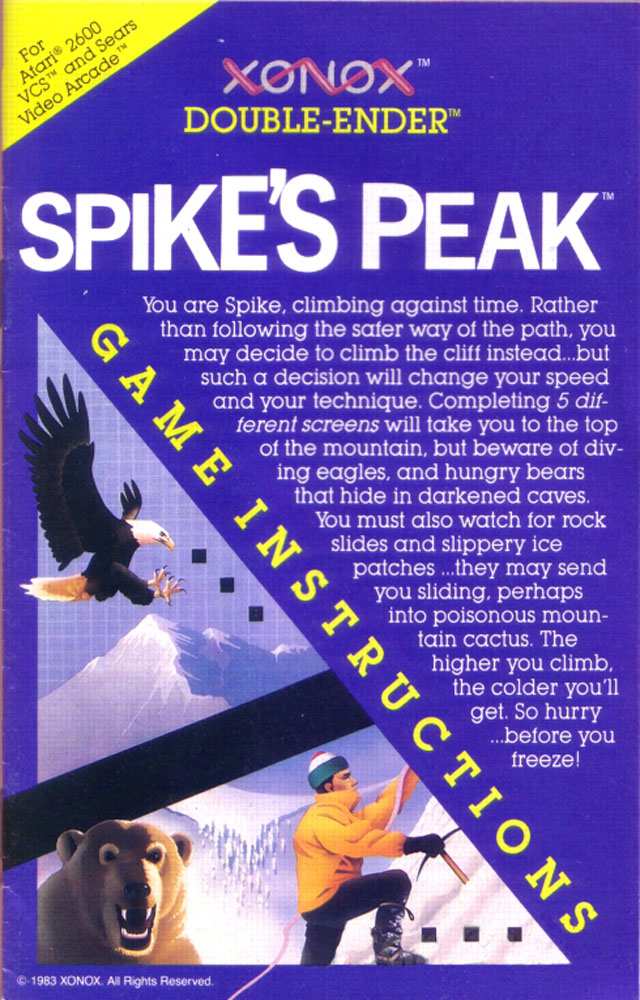 For
Atari® 2600
VCS™ and Sears
Video Arcade™
XONOX™
DOUBLE-ENDER™
SPIKE'S PEAK™
You are Spike, climbing against time. Rather
than following the safer way of the path, you
may decide to climb the cliff instead...but
such a decision will change your speed
and your technique. Completing 5 dif-
ferent screens will take you to the top
of the mountain, but beware of div-
ing eagles, and hungry bears
that hide in darkened caves.
You must also watch for rock
slides and slippery ice
patches ...they may send
you sliding, perhaps
into poisonous moun-
tain cactus. The
higher you climb,
the colder you'll
get. So hurry
...before you
freeze!
GAME INSTRUCTIONS
© 1983 XONOX. All Rights Reserved.